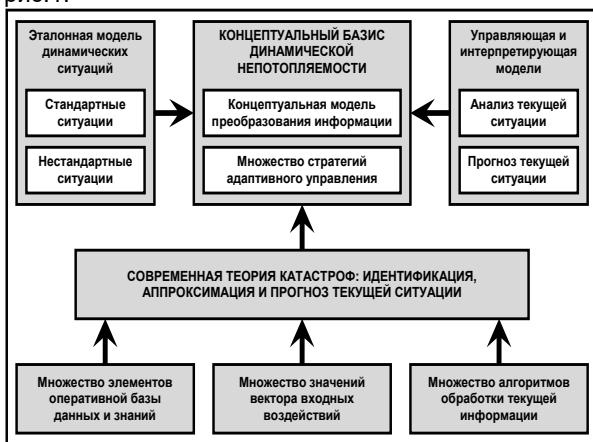 рис.
Эталонная модель
динамических
ситуаций
Стандартные
ситуации
Нестандартные
ситуации
КОНЦЕПТУАЛЬНЫЙ БАЗИС
ДИНАМИЧЕСКОЙ
НЕПОТОПЛЯЕМОСТИ
Концептуальная модель
преобразования информации
Множество стратегий
адаптивного управления
Управляющая и
интерпретирующая
модели
Анализ текущей
ситуации
Прогноз текущей
ситуации
СОВРЕМЕННАЯ ТЕОРИЯ КАТАСТРОФ: ИДЕНТИФИКАЦИЯ,
АППРОКСИМАЦИЯ И ПРОГНОЗ ТЕКУЩЕЙ СИТУАЦИИ
Множество элементов
оперативной базы
данных и знаний
Множество значений
вектора входных
воздействий
Множество алгоритмов
обработки текущей
информации